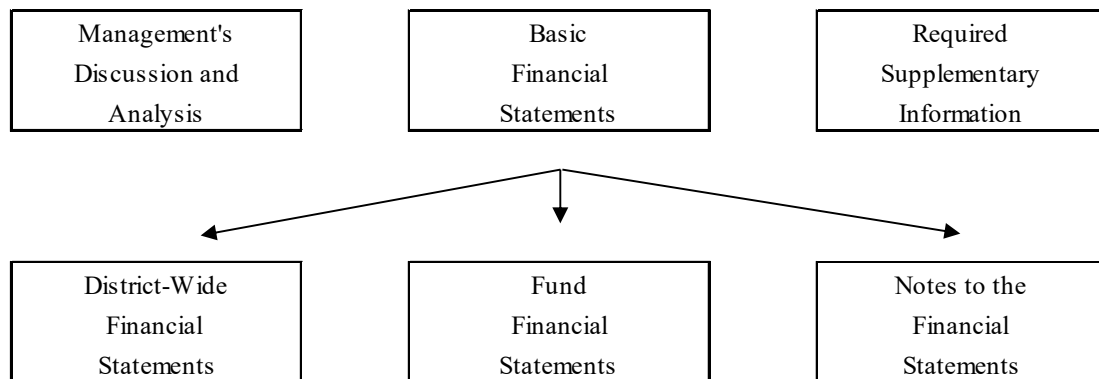 Management's
Discussion and
Analysis
Basic
Financial
Statements
Required
Supplementary
Information
District-Wide
Financial
Statements
Fund
Financial
Statements
Notes to the
Financial
Statements